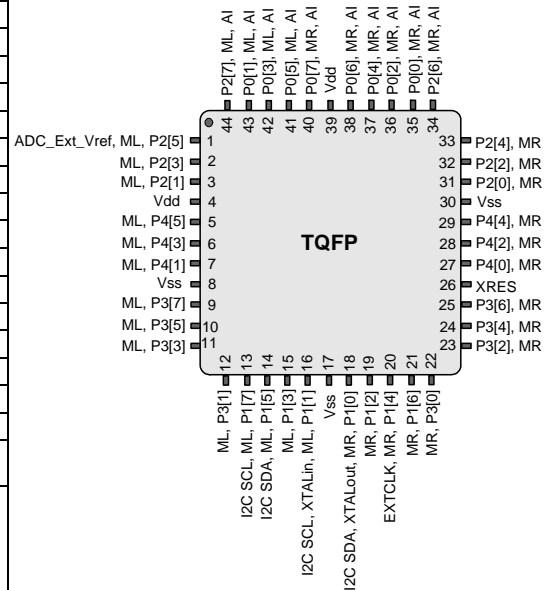 P2[7], ML, AI
P0[1], ML, AI
P0[3], ML, AI
P0[5], ML, AI
P0[7], MR, AI
Vdd
P0[6], MR, AI
P0[4], MR, AI
P0[2], MR, AI
P0[0], MR, AI
P2[6], MR, AI
44
43
42
41
40
39
38
37
36
35
34
ADC_Ext_Vref, ML, P2[5] 1
ML, P2[3] 2
ML, P2[1] 3
Vdd 4
ML, P4[5] 5
ML, P4[3] 6
ML, P4[1] 7
Vss 8
ML, P3[7] 9
ML, P3[5] 10
ML, P3[3] 11
TQFP
33 P2[4], MR
32 P2[2], MR
31 P2[0], MR
30 Vss
29 P4[4], MR
28 P4[2], MR
27 P4[0], MR
26 XRES
25 P3[6], MR
24 P3[4], MR
23 P3[2], MR
12
13
14
15
16
17
18
19
20
21
22
ML, P3[1]
I2C SCL, ML, P1[7]
I2C SDA, ML, P1[5]
ML, P1[3]
I2C SCL, XTALin, ML, P1[1]
Vss
I2C SDA, XTALout, MR, P1[0]
MR, P1[2]
EXTCLK, MR, P1[4]
MR, P1[6]
MR, P3[0]